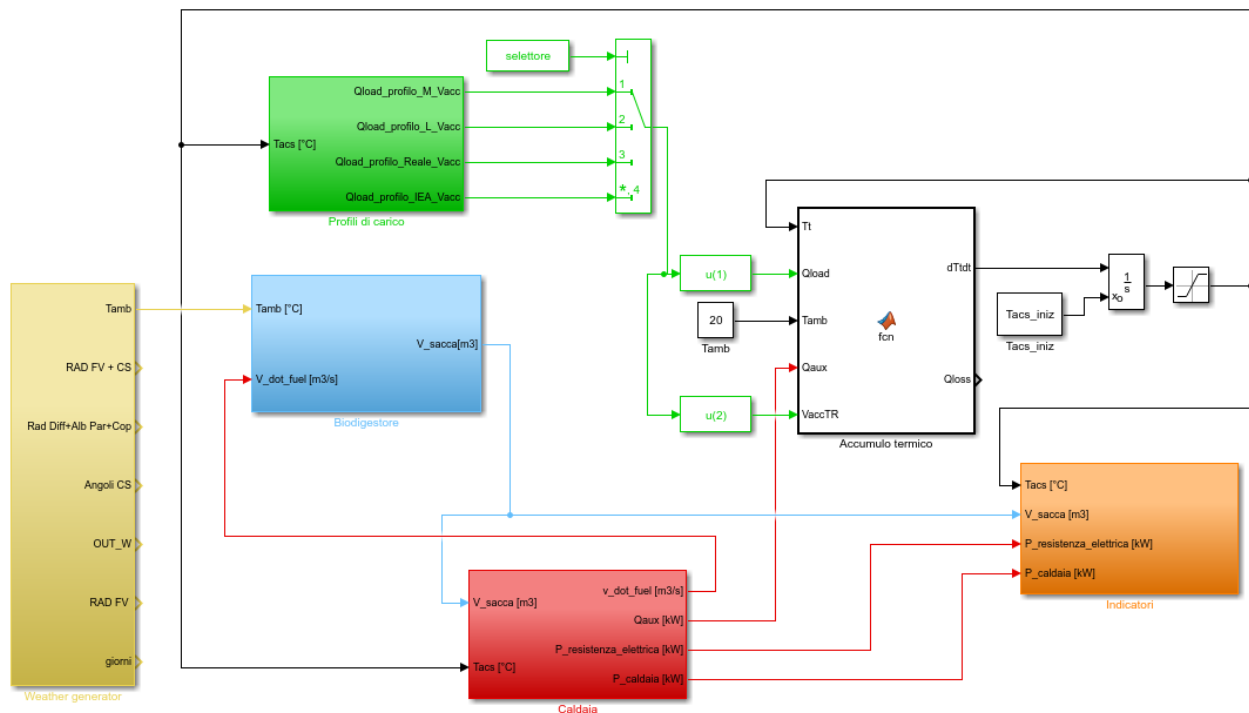 selettore
Tacs [°C]
Qload_profilo_M_Vacc
Qload_profilo_L_Vacc
Qload_profilo_Reale_Vacc
Qload_profilo_IEA_Vacc
Profili di carico
1
2
3
*, 4
Tamb
RAD FV + CS
Rad Diff+Alb Par+Cop
Angoli CS
OUT_W
RAD FV
giorni
Weather generator
Tamb [°C]
V_dot_fuel [m3/s]
V_sacca[m3]
Biodigestore
u(1)
20
Tamb
u(2)
Tt
Qload
Tamb
Qaux
VaccTR
fcn
dTtdt
Qloss
Accumulo termico
Tacs_iniz
Tacs_iniz
1
s
xo
Tacs [°C]
V_sacca [m3]
P_resistenza_elettrica [kW]
P_caldaia [kW]
Indicatori
V_sacca [m3]
Tacs [°C]
v_dot_fuel [m3/s]
Qaux [kW]
P_resistenza_elettrica [kW]
P_caldaia [kW]
Caldaia